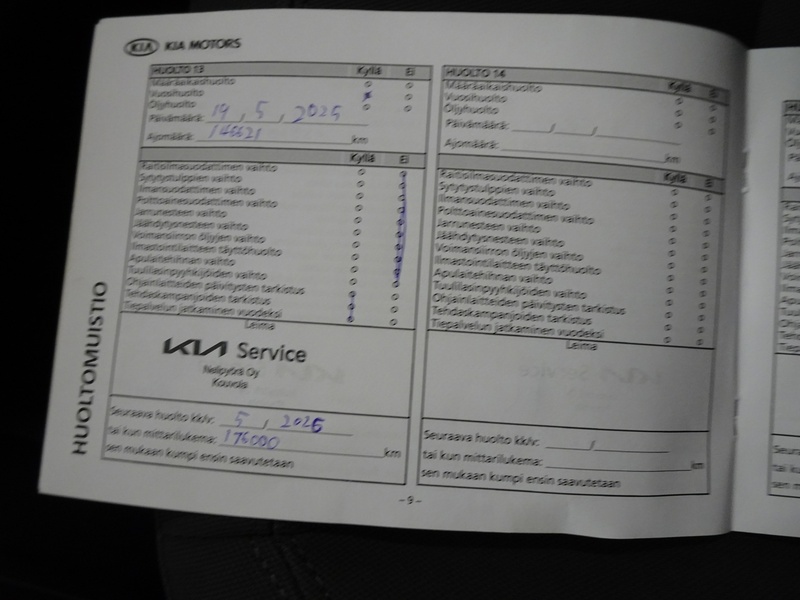 KIA KIA MOTORS
HUOLTO 13 Kyllä Ei
Määräaikaishuolto
Vuosihuolto
Öljyhuolto
Päivämäärä: 19, 5, 2025
Ajomäärä: 146621 km
Kyllä Ei
Raitisilmasuodattimen vaihto
Sytytystulppien vaihto
Ilmansuodattimen vaihto
Polttoainesuodattimen vaihto
Jarrunesteen vaihto
Jäähdytysnesteen vaihto
Voimansiirron öljyjen vaihto
Ilmastointilaitteen täyttöhuolto
Apulaitehihnan vaihto
Tuulilasinpyyhkijöiden vaihto
Ohjainlaitteiden päivitysten tarkistus
Tehdaskampanjoiden tarkistus
Tiepalvelun jatkaminen vuodeksi
Leima
KIA Service
Nelipyörä Oy
Kouvola
Seuraava huolto kk/v: 5, 2026
tai kun mittarilukema: 176000 km
sen mukaan kumpi ensin saavutetaan
HUOLTO 14 Kyllä Ei
Määräaikaishuolto
Vuosihuolto
Öljyhuolto
Päivämäärä: / /
Ajomäärä: km
Kyllä Ei
Raitisilmasuodattimen vaihto
Sytytystulppien vaihto
Ilmansuodattimen vaihto
Polttoainesuodattimen vaihto
Jarrunesteen vaihto
Jäähdytysnesteen vaihto
Voimansiirron öljyjen vaihto
Ilmastointilaitteen täyttöhuolto
Apulaitehihnan vaihto
Tuulilasinpyyhkijöiden vaihto
Ohjainlaitteiden päivitysten tarkistus
Tehdaskampanjoiden tarkistus
Tiepalvelun jatkaminen vuodeksi
Leima
Seuraava huolto kk/v: /
tai kun mittarilukema: km
sen mukaan kumpi ensin saavutetaan
HUOLTOMUISTIO
-9-